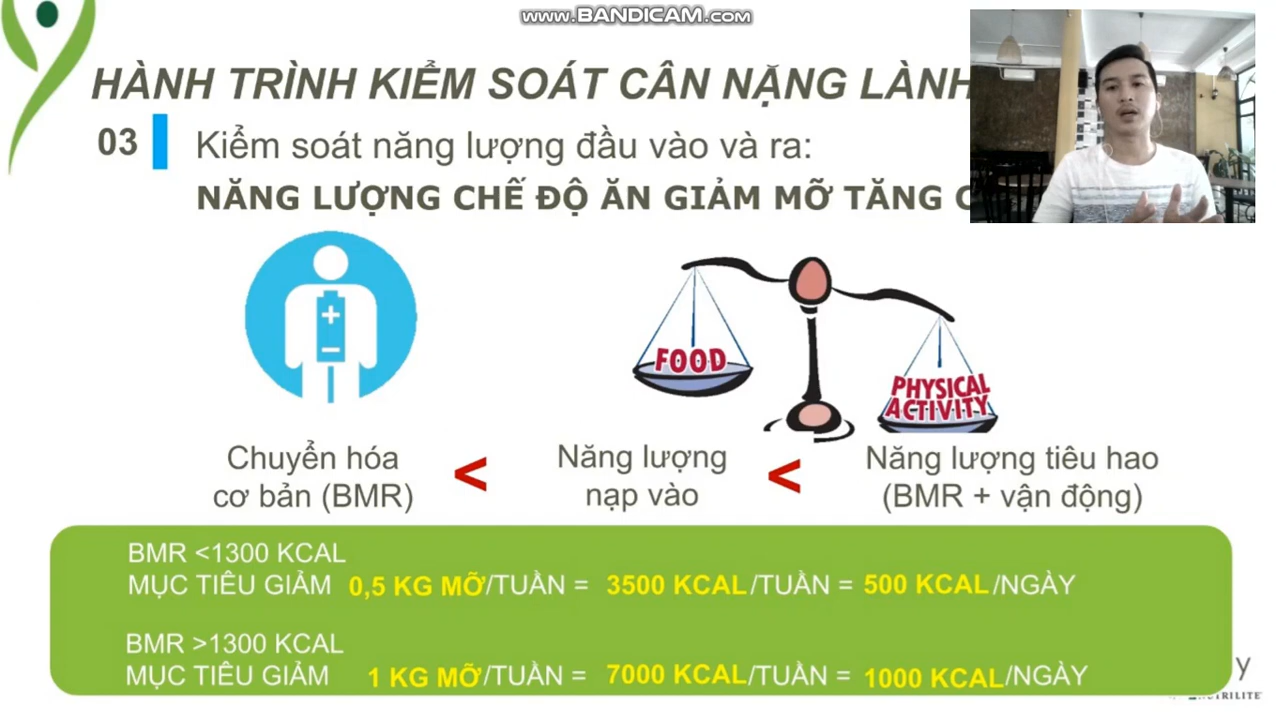 www.BANDICAM.com
HÀNH TRÌNH KIỂM SOÁT CÂN NẶNG LÀNH
03
Kiểm soát năng lượng đầu vào và ra:
NĂNG LƯỢNG CHẾ ĐỘ ĂN GIẢM MỠ TĂNG
FOOD
PHYSICAL
ACTIVITY
Chuyển hóa
cơ bản (BMR)
<
Năng lượng
nạp vào
<
Năng lượng tiêu hao
(BMR + vận động)
BMR <1300 KCAL
MỤC TIÊU GIẢM 0,5 KG MỠ/TUẦN = 3500 KCAL/TUẦN = 500 KCAL/NGÀY
BMR >1300 KCAL
MỤC TIÊU GIẢM 1 KG MỠ/TUẦN = 7000 KCAL/TUẦN = 1000 KCAL/NGÀY
NUTRILITE